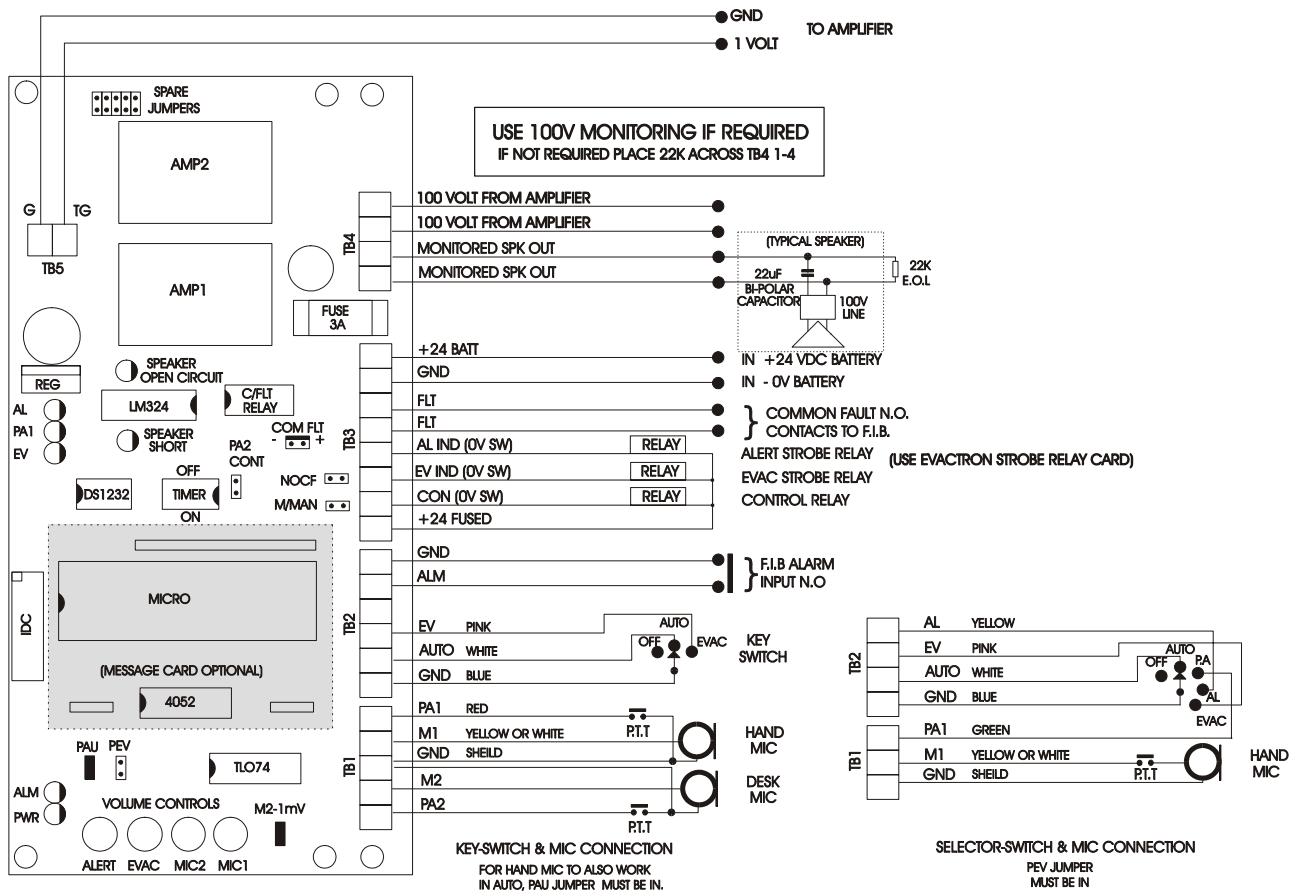 GND
TO AMPLIFIER
1 VOLT
SPARE
JUMPERS
USE 100V MONITORING IF REQUIRED
IF NOT REQUIRED PLACE 22K ACROSS TB4 1-4
AMP2
G
TG
TB5
TB4
100 VOLT FROM AMPLIFIER
100 VOLT FROM AMPLIFIER
MONITORED SPK OUT
MONITORED SPK OUT
(TYPICAL SPEAKER)
22uF
BI-POLAR
CAPACITOR
100V
LINE
22K
E.O.L
AMP1
FUSE
3A
REG
SPEAKER
OPEN CIRCUIT
LM324
C/FLT
RELAY
AL
PA1
EV
SPEAKER
SHORT
PA2
CONT
COM FLT
- +
OFF
DS1232
TIMER
ON
NOCF
M/MAN
TB3
+24 BATT
GND
FLT
FLT
AL IND (0V SW)
EV IND (0V SW)
CON (0V SW)
+24 FUSED
RELAY
RELAY
RELAY
IN +24 VDC BATTERY
IN - 0V BATTERY
} COMMON FAULT N.O.
CONTACTS TO F.I.B.
ALERT STROBE RELAY
(USE EVACTRON STROBE RELAY CARD)
EVAC STROBE RELAY
CONTROL RELAY
IDC
MICRO
(MESSAGE CARD OPTIONAL)
4052
TB2
GND
ALM
} F.I.B ALARM
INPUT N.O
EV PINK
AUTO WHITE
GND BLUE
AUTO
OFF
EVAC
KEY
SWITCH
PAU
PEV
TLO74
ALM
PWR
VOLUME CONTROLS
M2-1mV
ALERT EVAC MIC2 MIC1
TB1
PA1 RED
M1 YELLOW OR WHITE
GND SHEILD
M2
PA2
P.T.T
HAND
MIC
DESK
MIC
P.T.T
KEY-SWITCH & MIC CONNECTION
FOR HAND MIC TO ALSO WORK
IN AUTO, PAU JUMPER MUST BE IN.
TB2
AL YELLOW
EV PINK
AUTO WHITE
GND BLUE
AUTO
OFF
P.A
AL
EVAC
TB1
PA1 GREEN
M1 YELLOW OR WHITE
GND SHEILD
P.T.T
HAND
MIC
SELECTOR-SWITCH & MIC CONNECTION
PEV JUMPER
MUST BE IN